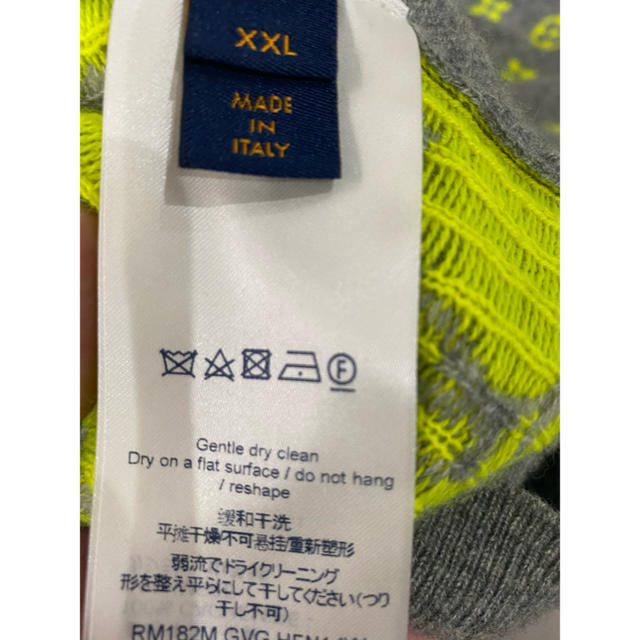 XXL
MADE
IN
ITALY
F
Gentle dry clean
Dry on a flat surface / do not hang
/ reshape
缓和干洗
平摊干燥不可悬挂/重新塑形
弱流でドライクリーニング
形を整え平らにして干してください(つり
干し不可)
RM182M GVG